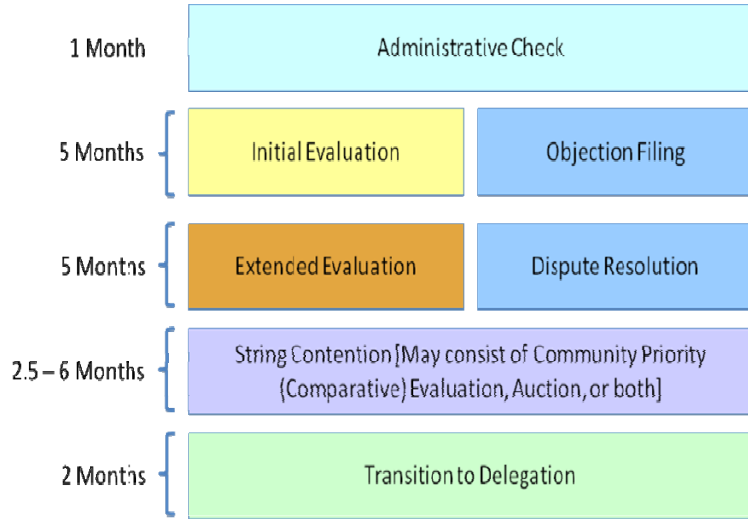 1 Month
Administrative Check
5 Months
Initial Evaluation
Objection Filing
5 Months
Extended Evaluation
Dispute Resolution
2.5 – 6 Months
String Contention [May consist of Community Priority
(Comparative) Evaluation, Auction, or both]
2 Months
Transition to Delegation